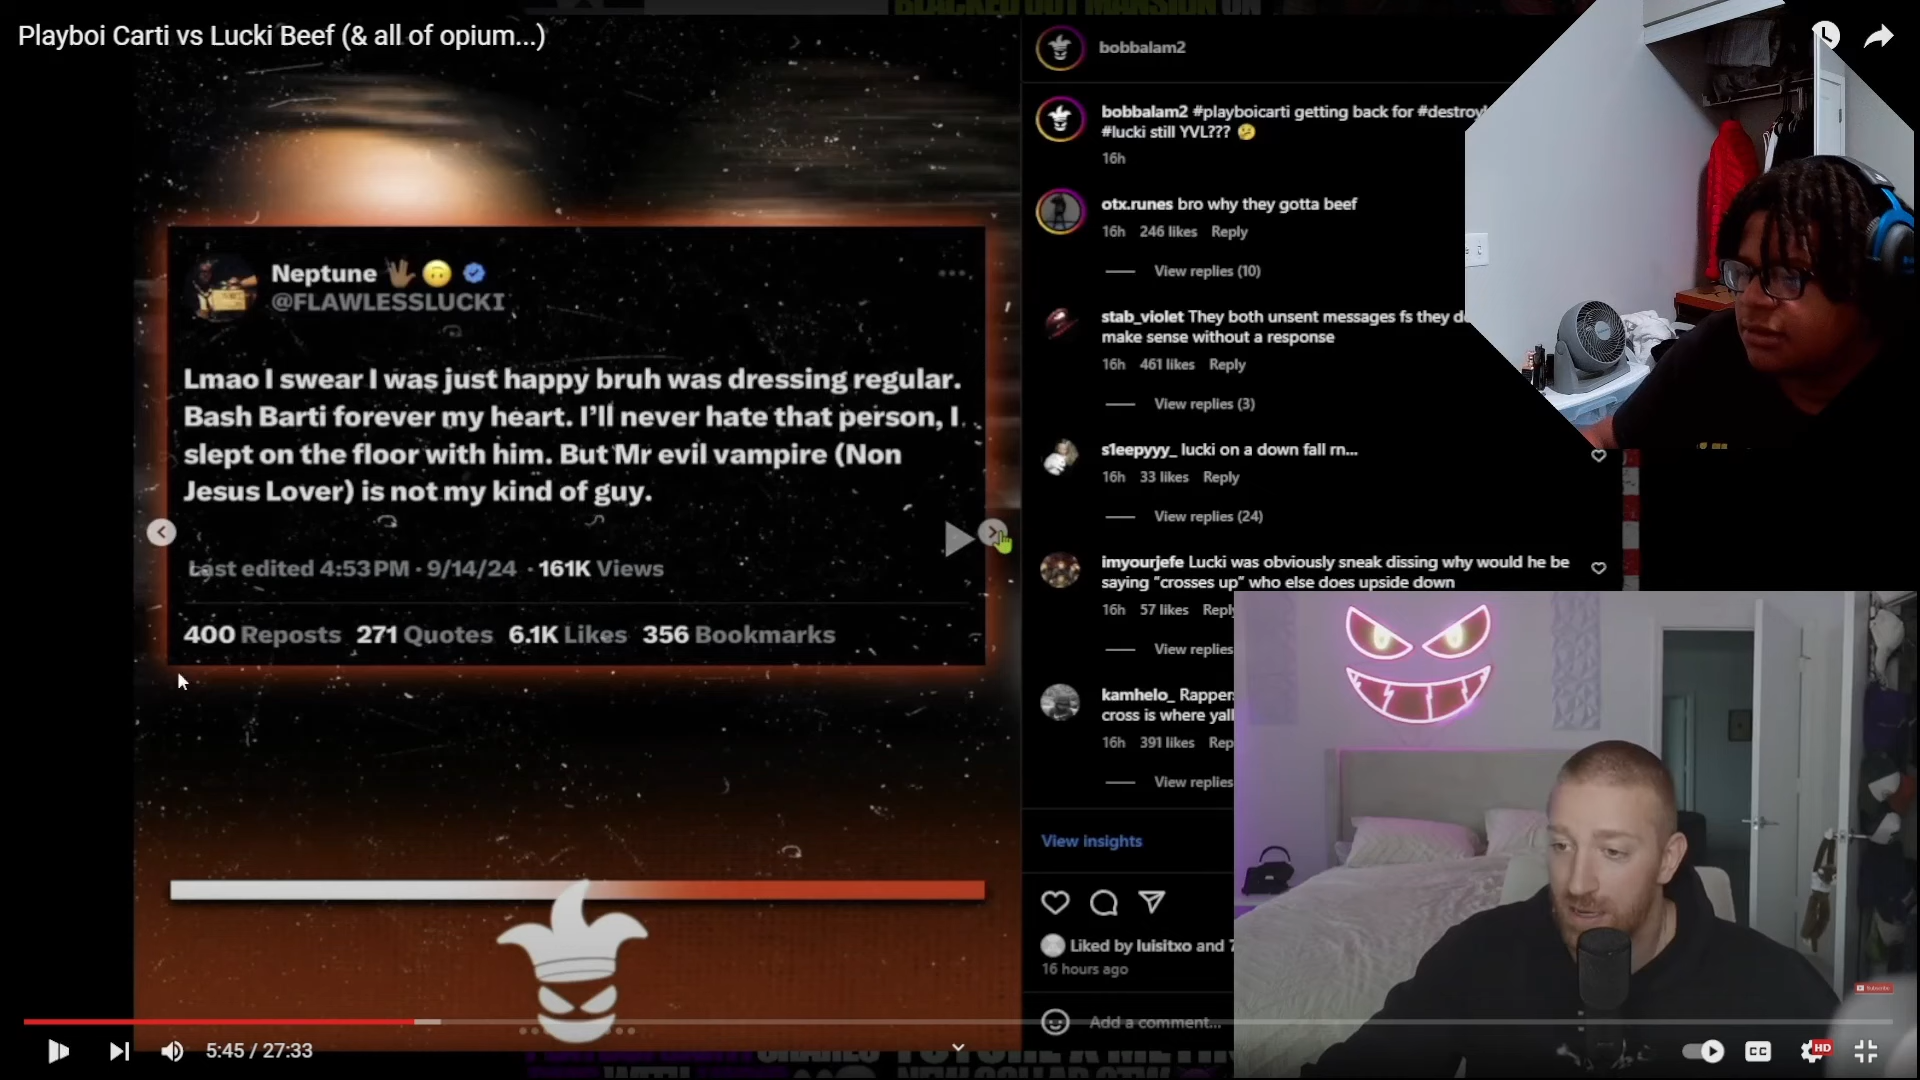 Playboi Carti vs Lucki Beef (& all of opium...)
BLACKED OUT MANSION ON
Neptune 🖖🏾🙃
@FLAWLESSLUCKI
Lmao I swear I was just happy bruh was dressing regular.
Bash Barti forever my heart. I'll never hate that person, I
slept on the floor with him. But Mr evil vampire (Non
Jesus Lover) is not my kind of guy.
Last edited 4:53 PM · 9/14/24 · 161K Views
400 Reposts 271 Quotes 6.1K Likes 356 Bookmarks
bobbalam2
bobbalam2 #playboicarti getting back for #destroy
#lucki still YVL??? 🤔
16h
otx.runes bro why they gotta beef
16h 246 likes Reply
View replies (10)
stab_violet They both unsent messages fs they do
make sense without a response
16h 461 likes Reply
View replies (3)
s1eepyyy_ lucki on a down fall rn...
16h 33 likes Reply
View replies (24)
imyourjefe Lucki was obviously sneak dissing why would he be
saying "crosses up" who else does upside down
16h 57 likes Reply
View replies
kamhelo_ Rapper
cross is where yall
16h 391 likes Rep
View replies
View insights
Liked by luisitxo and 7
16 hours ago
Add a comment...
5:45 / 27:33
CC
HD
Subscribe